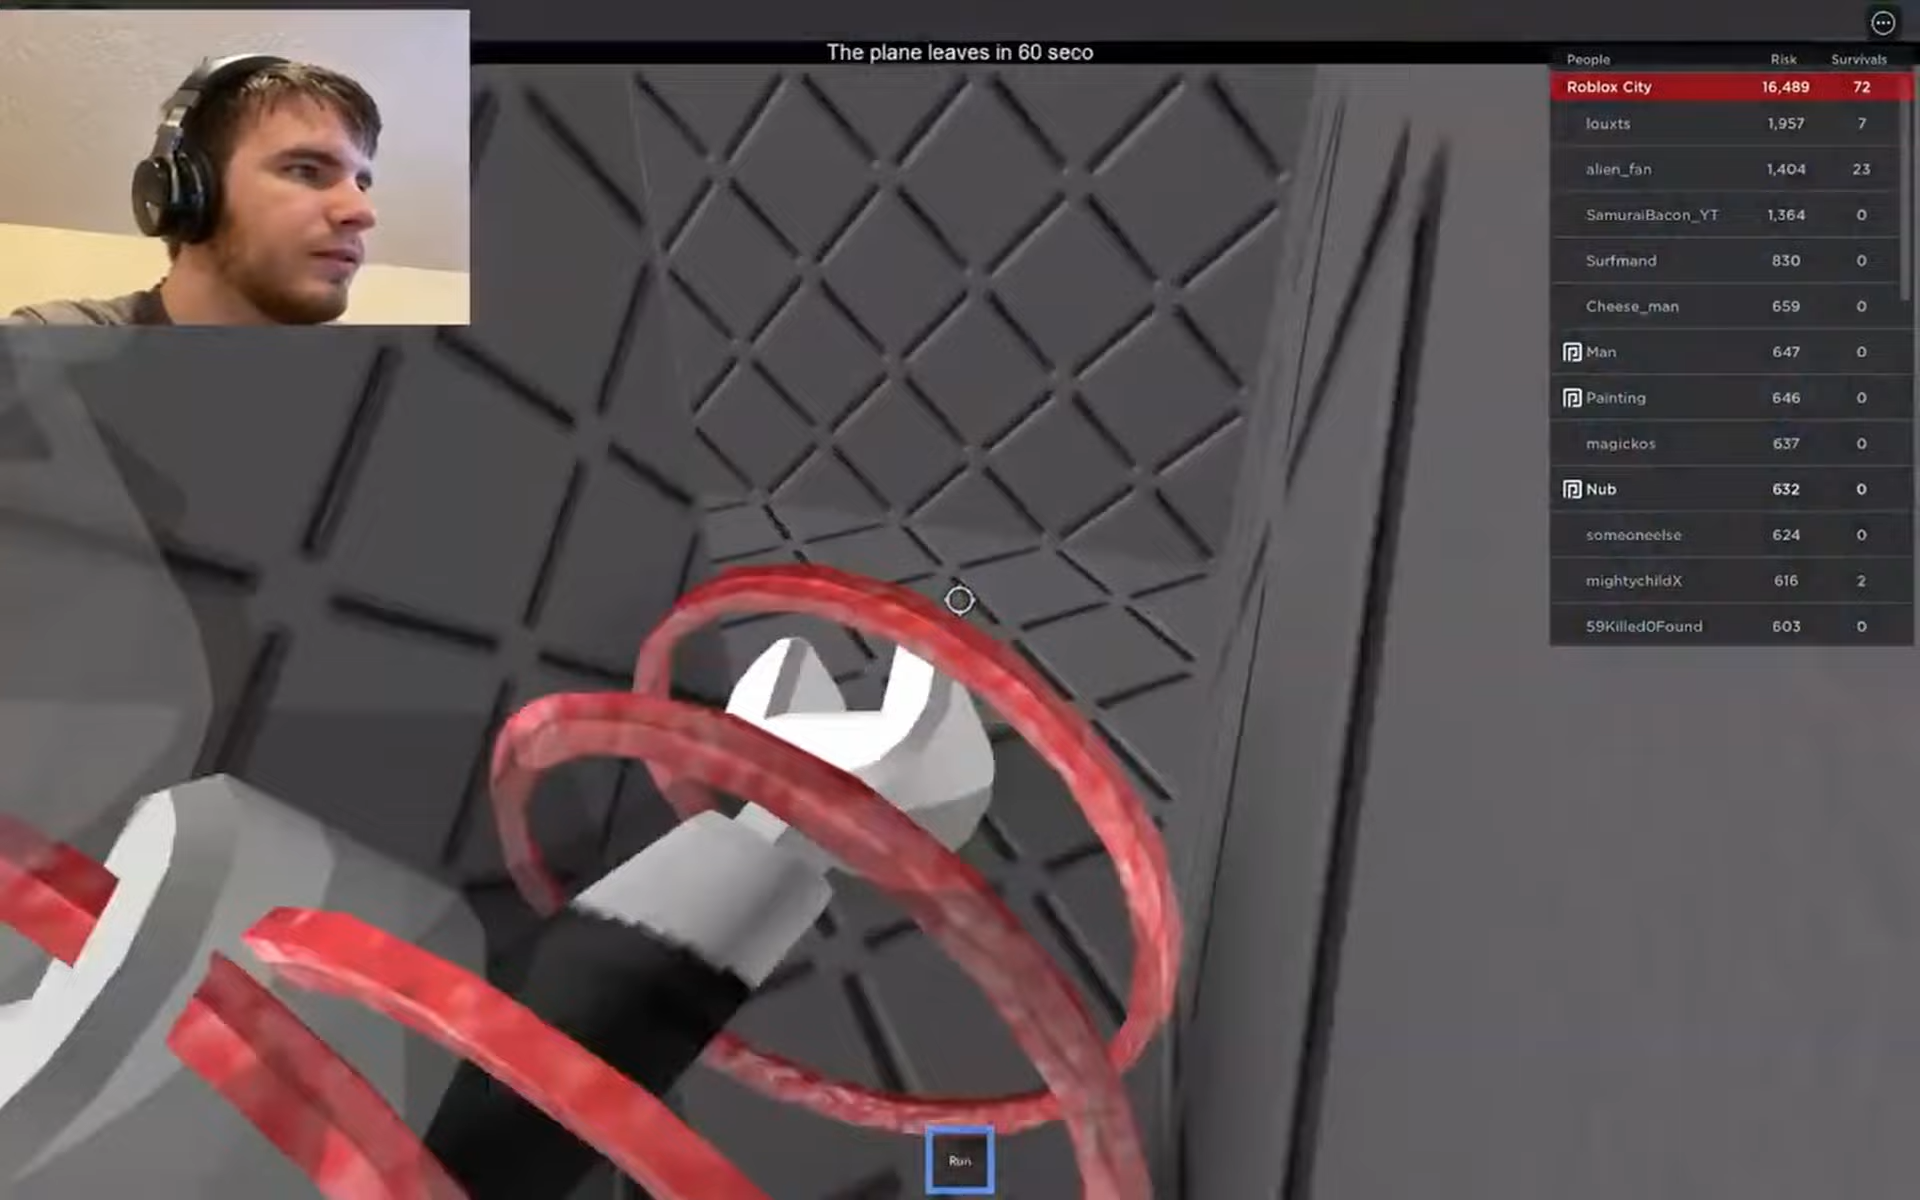 The plane leaves in 60 seco
People Risk Survivals
Roblox City 16,489 72
louxts 1,957 7
alien_fan 1,404 23
SamuraiBacon_YT 1,364 0
Surfmand 830 0
Cheese_man 659 0
Man 647 0
Painting 646 0
magickos 637 0
Nub 632 0
someoneelse 624 0
mightychildX 616 2
59Killed0Found 603 0
Run